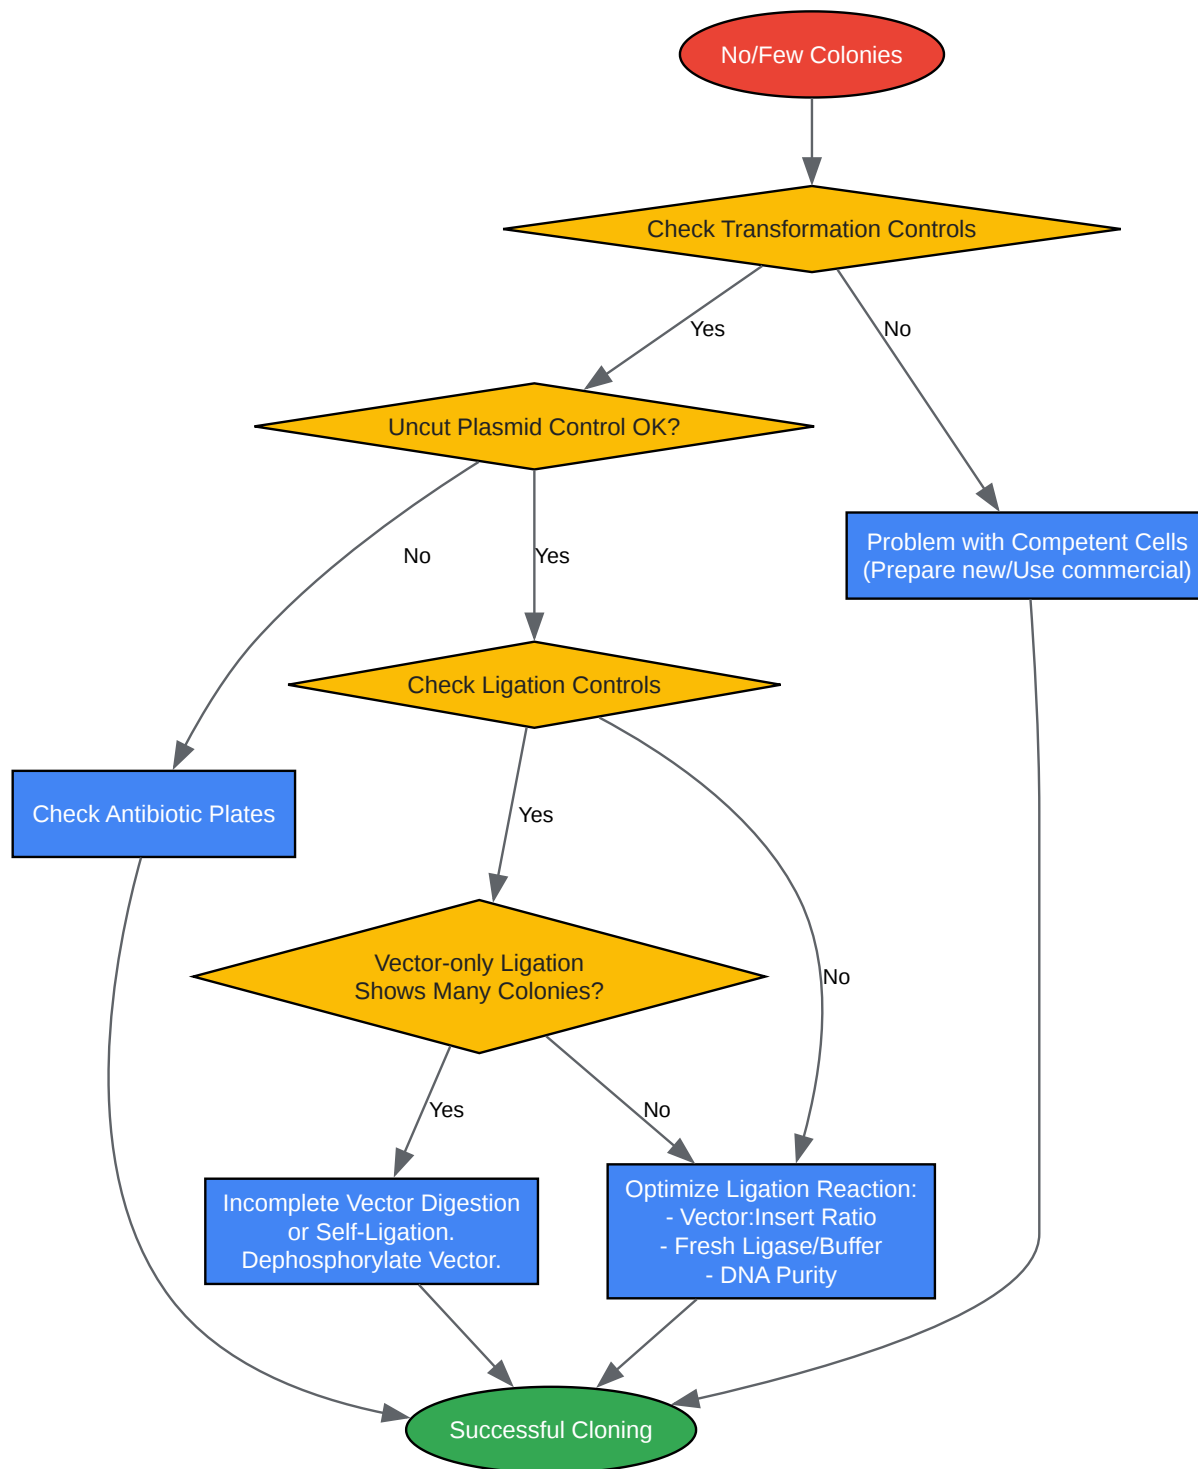 No/Few Colonies
Check Transformation Controls
Yes
No
Uncut Plasmid Control OK?
No
Yes
Problem with Competent Cells
(Prepare new/Use commercial)
Check Ligation Controls
Check Antibiotic Plates
Yes
No
Vector-only Ligation
Shows Many Colonies?
Yes
No
Incomplete Vector Digestion
or Self-Ligation.
Dephosphorylate Vector.
Optimize Ligation Reaction:
- Vector:Insert Ratio
- Fresh Ligase/Buffer
- DNA Purity
Successful Cloning